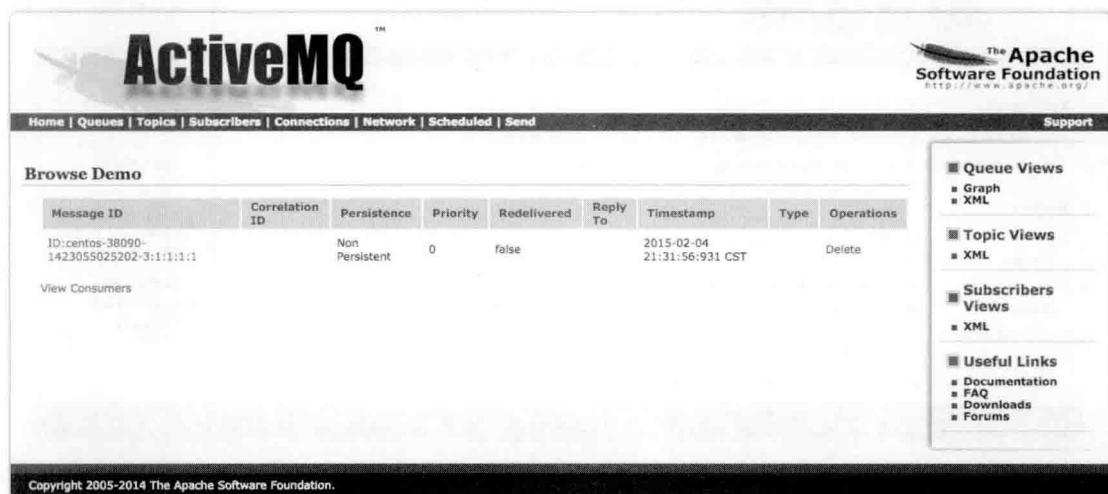 ActiveMQ™
The Apache
Software Foundation
http://www.apache.org/
Home | Queues | Topics | Subscribers | Connections | Network | Scheduled | Send
Support
Browse Demo
Message ID Correlation ID Persistence Priority Redelivered Reply To Timestamp Type Operations
ID:centos-38090-
1423055025202-3:1:1:1:1
Non
Persistent
0
false
2015-02-04
21:31:56:931 CST
Delete
View Consumers
Queue Views
Graph
XML
Topic Views
XML
Subscribers
Views
XML
Useful Links
Documentation
FAQ
Downloads
Forums
Copyright 2005-2014 The Apache Software Foundation.